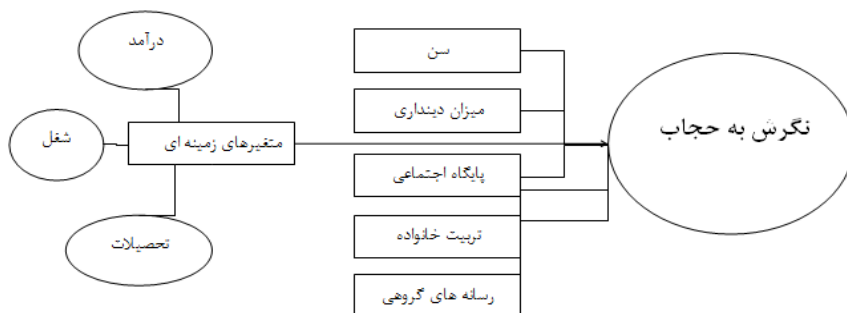 درآمد
شغل
متغیرهای زمینه ای
تحصیلات
سن
میزان دینداری
پایگاه اجتماعی
تربیت خانواده
رسانه های گروهی
نگرش به حجاب